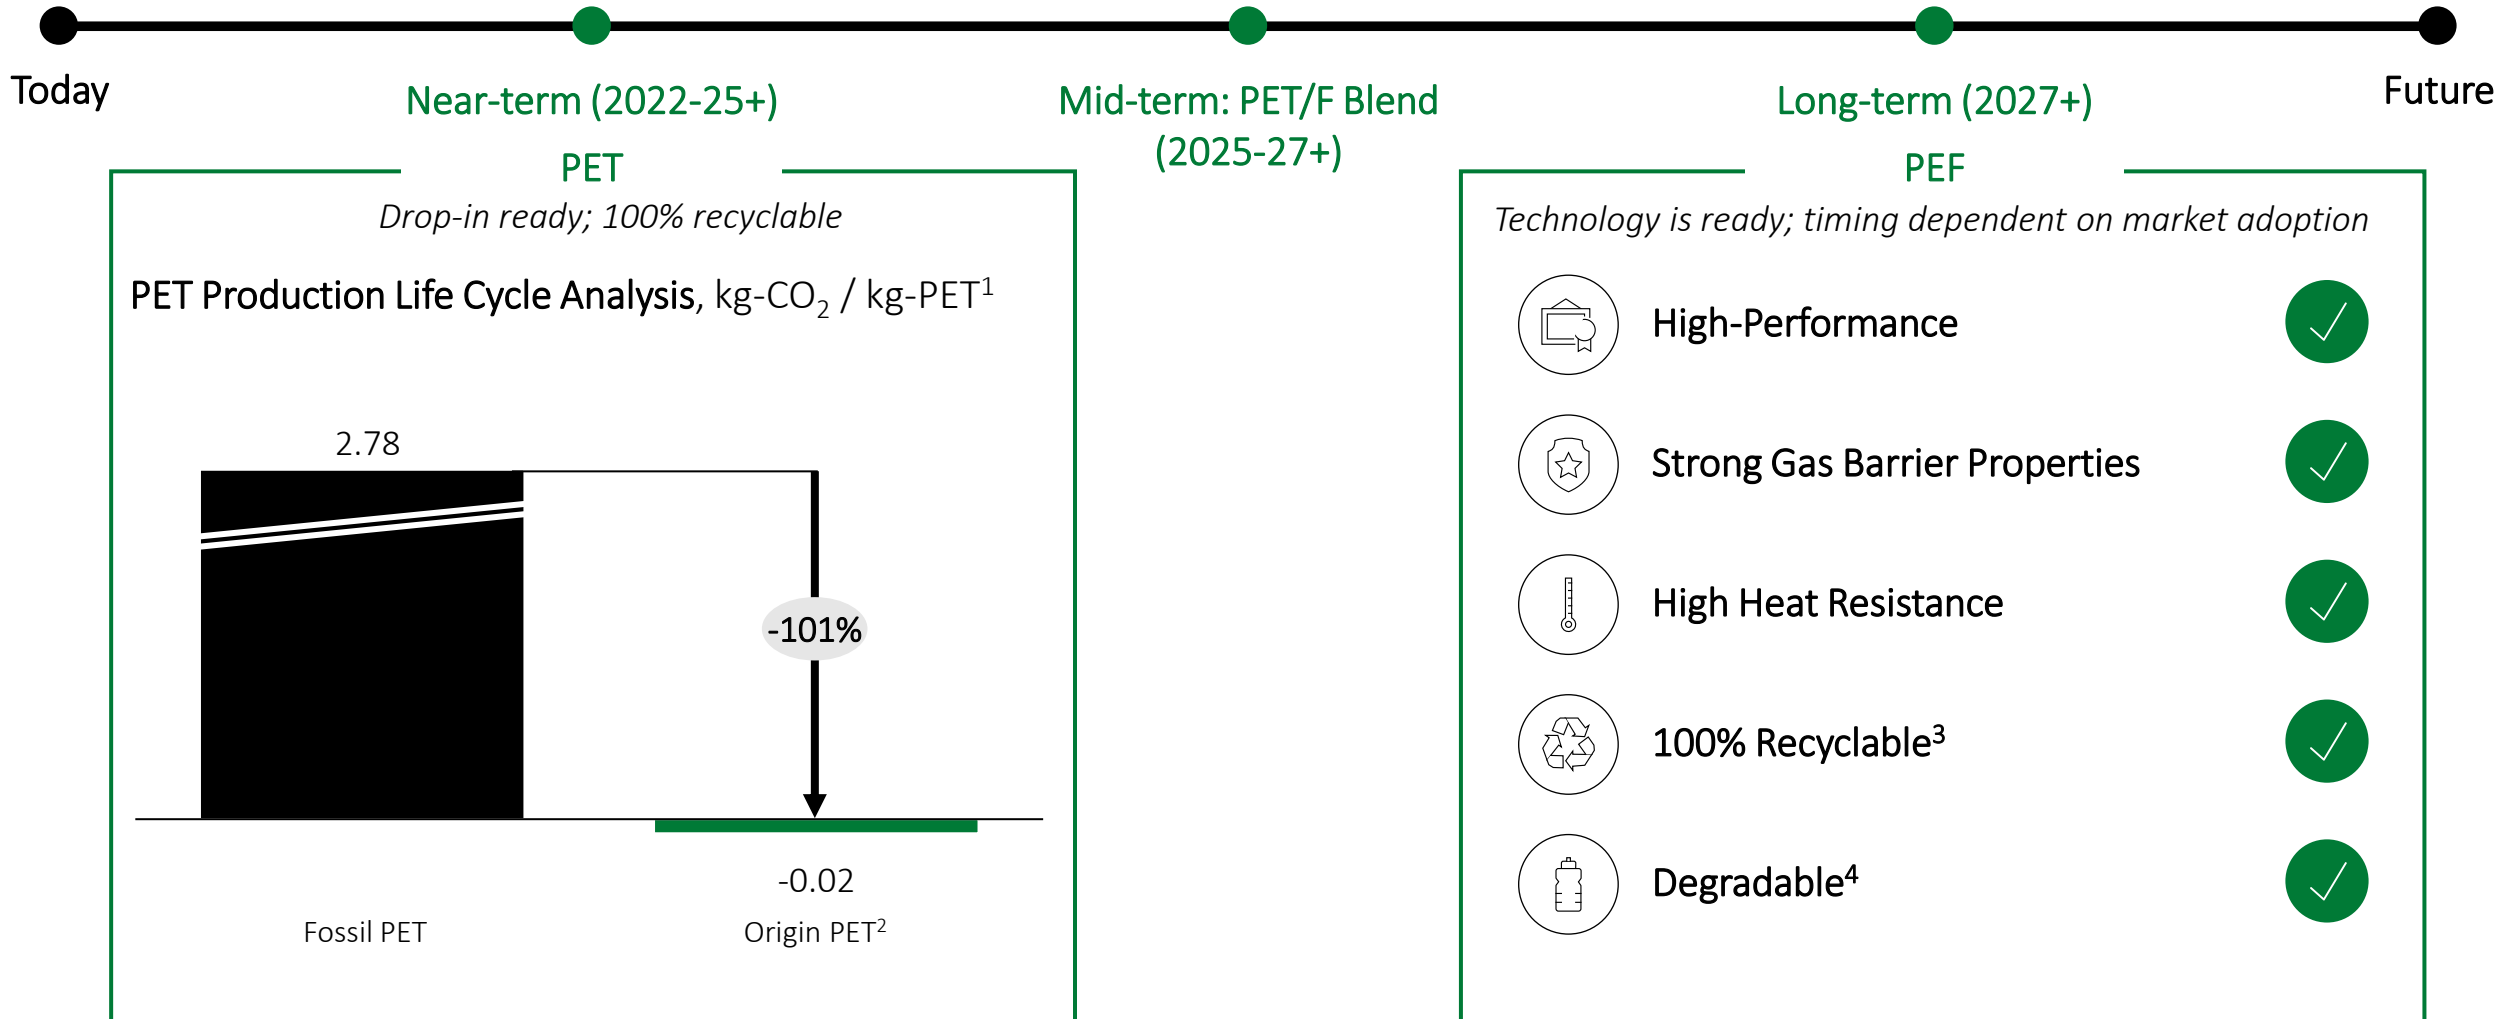 Today
Near-term (2022-25+)
Mid-term: PET/F Blend
(2025-27+)
Long-term (2027+)
Future
PET
Drop-in ready; 100% recyclable
PET Production Life Cycle Analysis, kg-CO₂ / kg-PET¹
2.78
-101%
-0.02
Fossil PET
Origin PET²
PEF
Technology is ready; timing dependent on market adoption
High-Performance
Strong Gas Barrier Properties
High Heat Resistance
100% Recyclable³
Degradable⁴